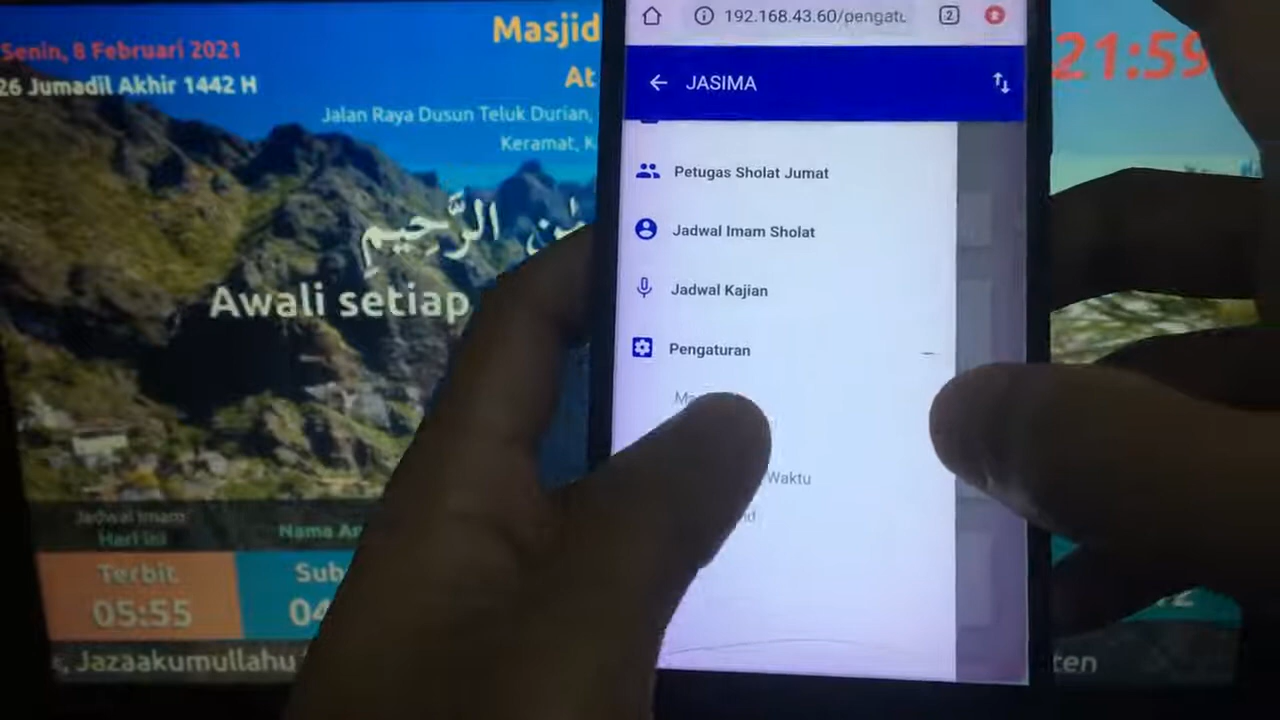 Senin, 8 Februari 2021
26 Jumadil Akhir 1442 H
Masjid
At
Jalan Raya Dusun Teluk Durian,
Keramat, K
الرَّحِيمِ
Awali setiap
Jadwal Imam
Hari ini
Nama
Terbit
05:55
Sub
04
, Jazaakumullahu
192.168.43.60/pengatu
2
JASIMA
Petugas Sholat Jumat
Jadwal Imam Sholat
Jadwal Kajian
Pengaturan
Waktu
21:59
ten